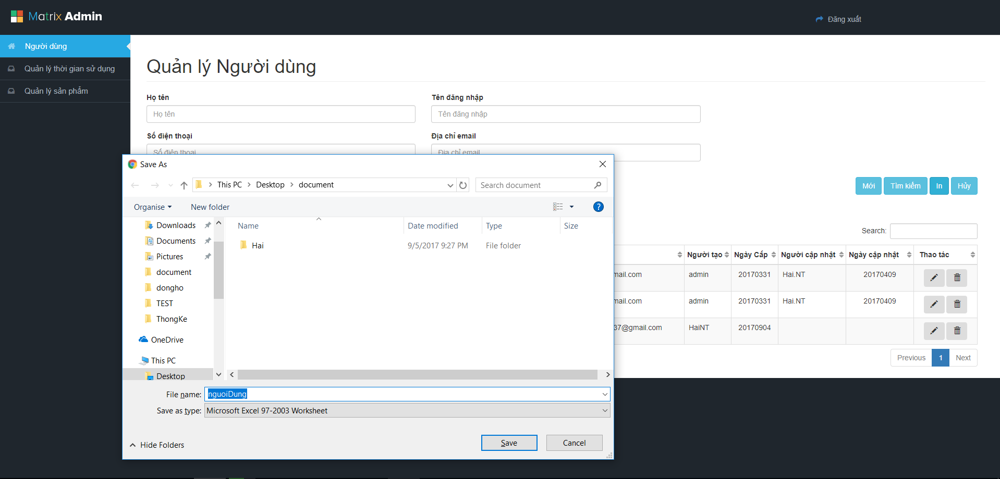 Matrix Admin
Đăng xuất
Người dùng
Quản lý thời gian sử dụng
Quản lý sản phẩm
Quản lý Người dùng
Họ tên
Tên đăng nhập
Họ tên
Tên đăng nhập
Số điện thoại
Địa chỉ email
Số điện thoại
Địa chỉ email
Mới
Tìm kiếm
In
Hủy
Search:
Người tạo
Ngày Cấp
Người cập nhật
Ngày cập nhật
Thao tác
mail.com
admin
20170331
Hai.NT
20170409
mail.com
admin
20170331
Hai.NT
20170409
37@gmail.com
HaiNT
20170904
Previous
1
Next
Save As
This PC
Desktop
document
Search document
Organise
New folder
?
Name
Date modified
Type
Size
Hai
9/5/2017 9:27 PM
File folder
Downloads
Documents
Pictures
document
dongho
TEST
ThongKe
OneDrive
This PC
Desktop
File name:
nguoiDung
Save as type:
Microsoft Excel 97-2003 Worksheet
Hide Folders
Save
Cancel